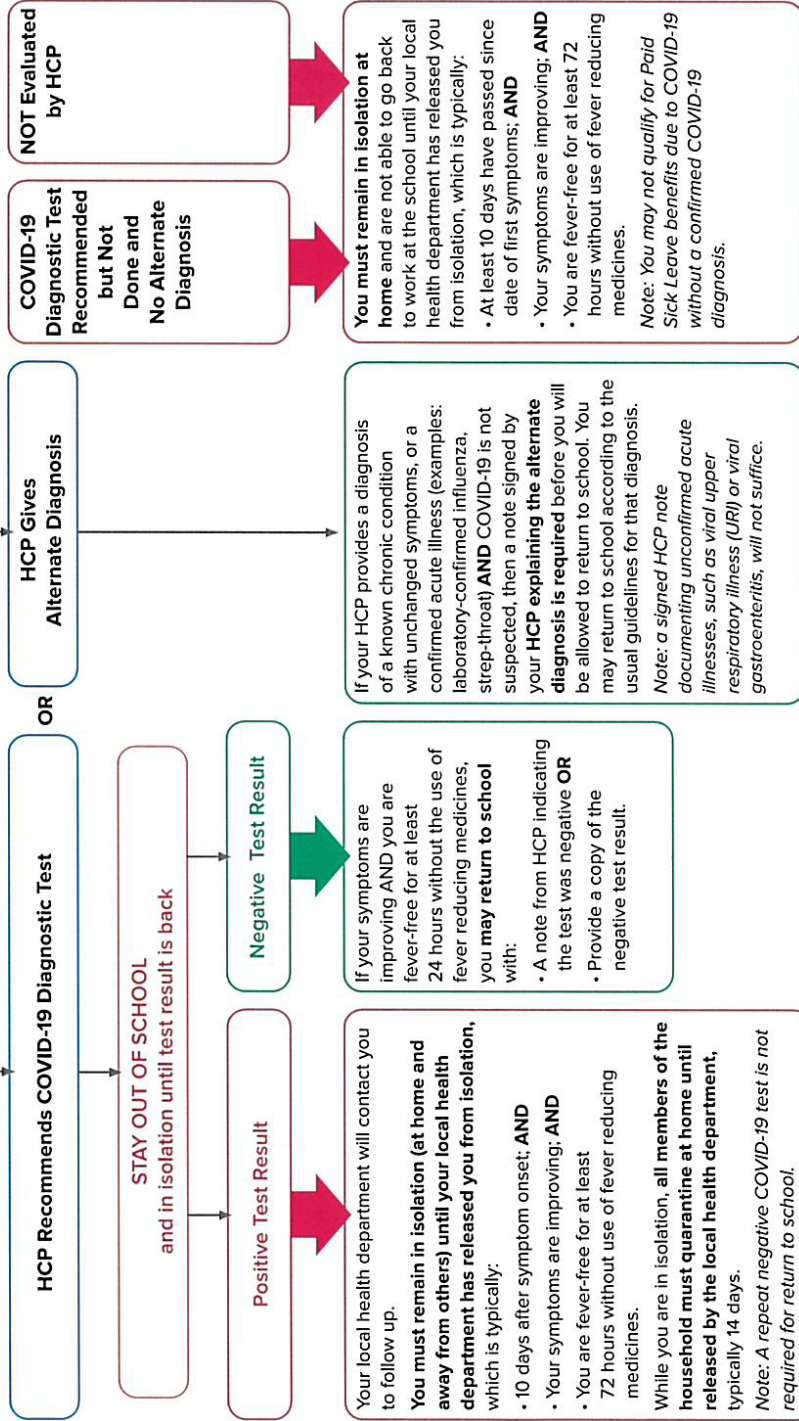 HCP Recommends COVID-19 Diagnostic Test
OR
HCP Gives
Alternate Diagnosis
COVID-19
Diagnostic Test
Recommended
but Not
Done and
No Alternate
Diagnosis
NOT Evaluated
by HCP
STAY OUT OF SCHOOL
and in isolation until test result is back
Positive Test Result
Negative Test Result
Your local health department will contact you
to follow up.
You must remain in isolation (at home and
away from others) until your local health
department has released you from isolation,
which is typically:
• 10 days after symptom onset; AND
• Your symptoms are improving; AND
• You are fever-free for at least
72 hours without use of fever reducing
medicines.
While you are in isolation, all members of the
household must quarantine at home until
released by the local health department,
typically 14 days.
Note: A repeat negative COVID-19 test is not
required for return to school.
If your symptoms are
improving AND you are
fever-free for at least
24 hours without the use of
fever reducing medicines,
you may return to school
with:
• A note from HCP indicating
the test was negative OR
• Provide a copy of the
negative test result.
If your HCP provides a diagnosis
of a known chronic condition
with unchanged symptoms, or a
confirmed acute illness (examples:
laboratory-confirmed influenza,
strep-throat) AND COVID-19 is not
suspected, then a note signed by
your HCP explaining the alternate
diagnosis is required before you will
be allowed to return to school. You
may return to school according to the
usual guidelines for that diagnosis.
Note: a signed HCP note
documenting unconfirmed acute
illnesses, such as viral upper
respiratory illness (URI) or viral
gastroenteritis, will not suffice.
You must remain in isolation at
home and are not able to go back
to work at the school until your local
health department has released you
from isolation, which is typically:
• At least 10 days have passed since
date of first symptoms; AND
• Your symptoms are improving; AND
• You are fever-free for at least 72
hours without use of fever reducing
medicines.
Note: You may not qualify for Paid
Sick Leave benefits due to COVID-19
without a confirmed COVID-19
diagnosis.